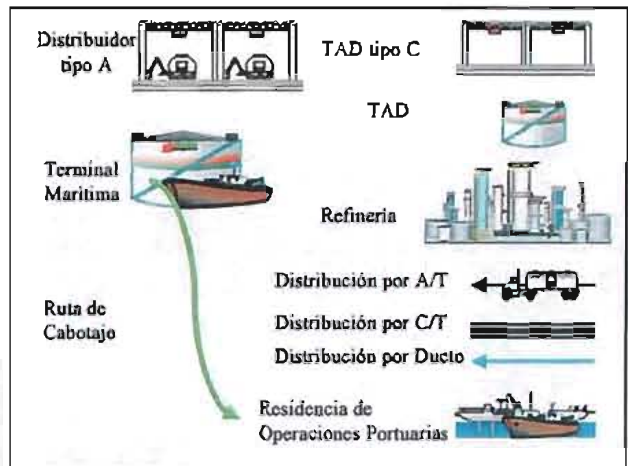 Distribuidor
tipo A
TAD tipo C
TAD
Terminal
Marítima
Refinería
Distribución por A/T
Ruta de
Cabotajo
Distribución por C/T
Distribución por Ducto
Residencia de
Operaciones Portuarias